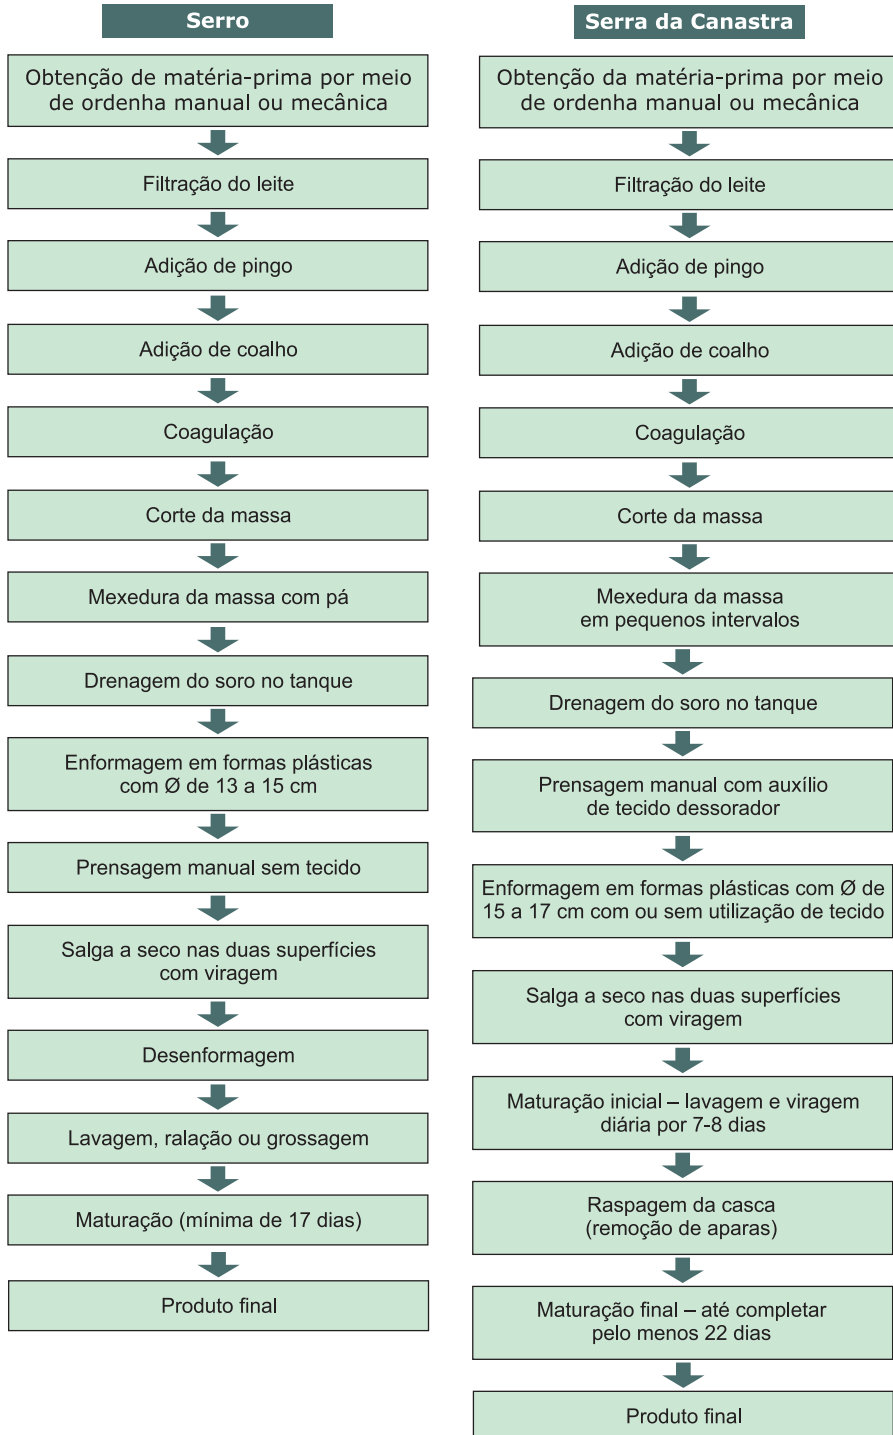 Serro
Obtenção de matéria-prima por meio
de ordenha manual ou mecânica
Filtração do leite
Adição de pingo
Adição de coalho
Coagulação
Corte da massa
Mexedura da massa com pá
Drenagem do soro no tanque
Enformagem em formas plásticas
com Ø de 13 a 15 cm
Prensagem manual sem tecido
Salga a seco nas duas superfícies
com viragem
Desenformagem
Lavagem, ralação ou grossagem
Maturação (mínima de 17 dias)
Produto final
Serra da Canastra
Obtenção da matéria-prima por meio
de ordenha manual ou mecânica
Filtração do leite
Adição de pingo
Adição de coalho
Coagulação
Corte da massa
Mexedura da massa
em pequenos intervalos
Drenagem do soro no tanque
Prensagem manual com auxílio
de tecido dessorador
Enformagem em formas plásticas com Ø de
15 a 17 cm com ou sem utilização de tecido
Salga a seco nas duas superfícies
com viragem
Maturação inicial – lavagem e viragem
diária por 7-8 dias
Raspagem da casca
(remoção de aparas)
Maturação final – até completar
pelo menos 22 dias
Produto final